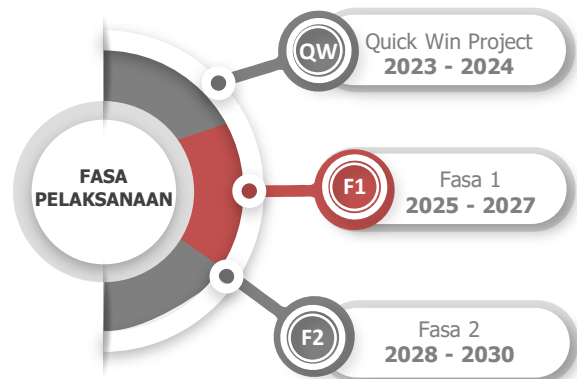 QW
Quick Win Project
2023 - 2024
FASA
PELAKSANAAN
F1
Fasa 1
2025 - 2027
F2
Fasa 2
2028 - 2030